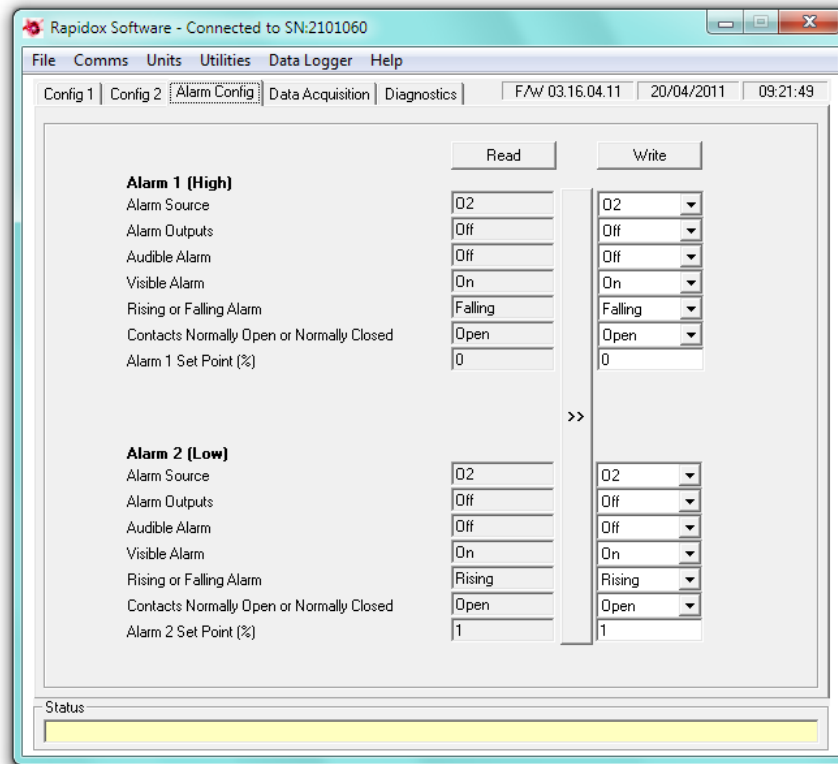 Rapidox Software - Connected to SN:2101060
File Comms Units Utilities Data Logger Help
Config 1 Config 2 Alarm Config Data Acquisition Diagnostics F/W 03.16.04.11 20/04/2011 09:21:49
Read Write
Alarm 1 (High)
Alarm Source O2 O2
Alarm Outputs Off Off
Audible Alarm Off Off
Visible Alarm On On
Rising or Falling Alarm Falling Falling
Contacts Normally Open or Normally Closed Open Open
Alarm 1 Set Point (%) 0 0
>>
Alarm 2 (Low)
Alarm Source O2 O2
Alarm Outputs Off Off
Audible Alarm Off Off
Visible Alarm On On
Rising or Falling Alarm Rising Rising
Contacts Normally Open or Normally Closed Open Open
Alarm 2 Set Point (%) 1 1
Status